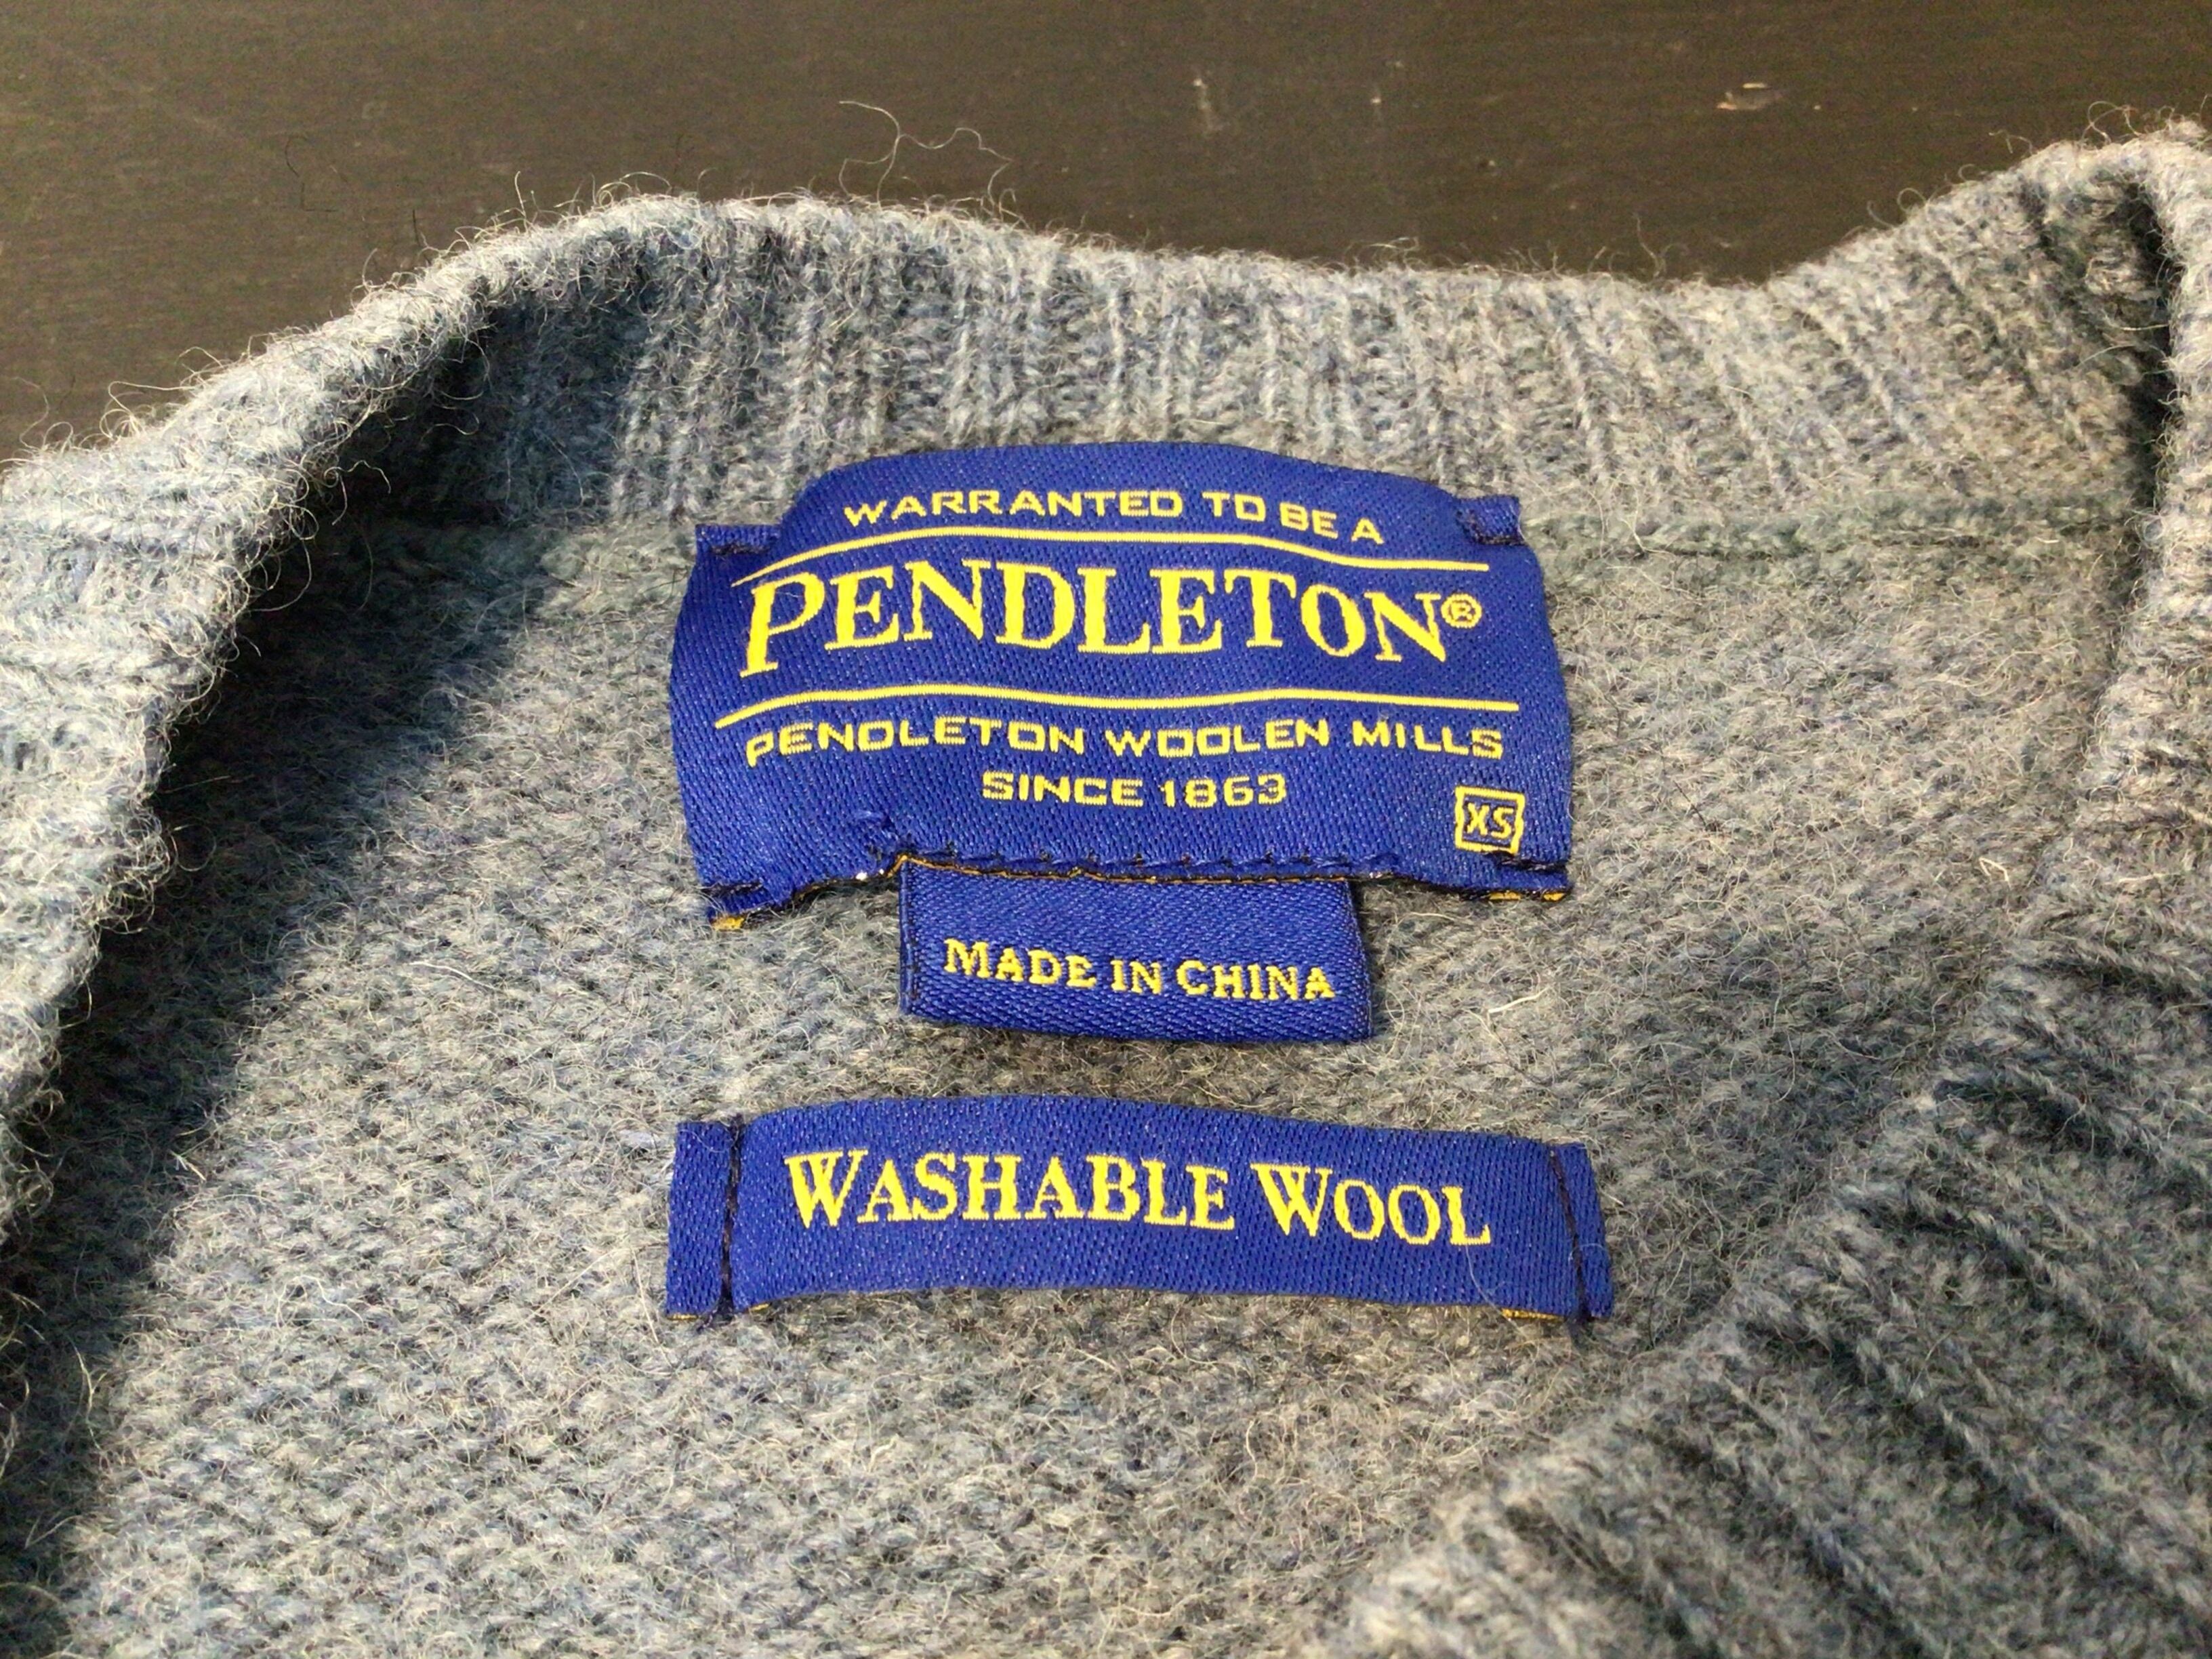 WARRANTED TO BE A
PENDLETON®
PENDLETON WOOLEN MILLS
SINCE 1863
XS
MADE IN CHINA
WASHABLE WOOL